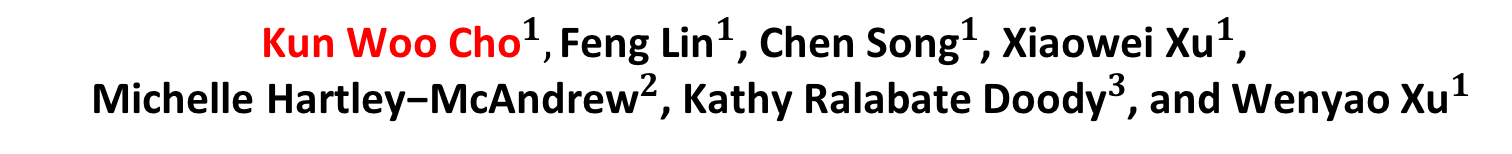 Kun Woo Cho¹, Feng Lin¹, Chen Song¹, Xiaowei Xu¹,
Michelle Hartley−McAndrew², Kathy Ralabate Doody³, and Wenyao Xu¹